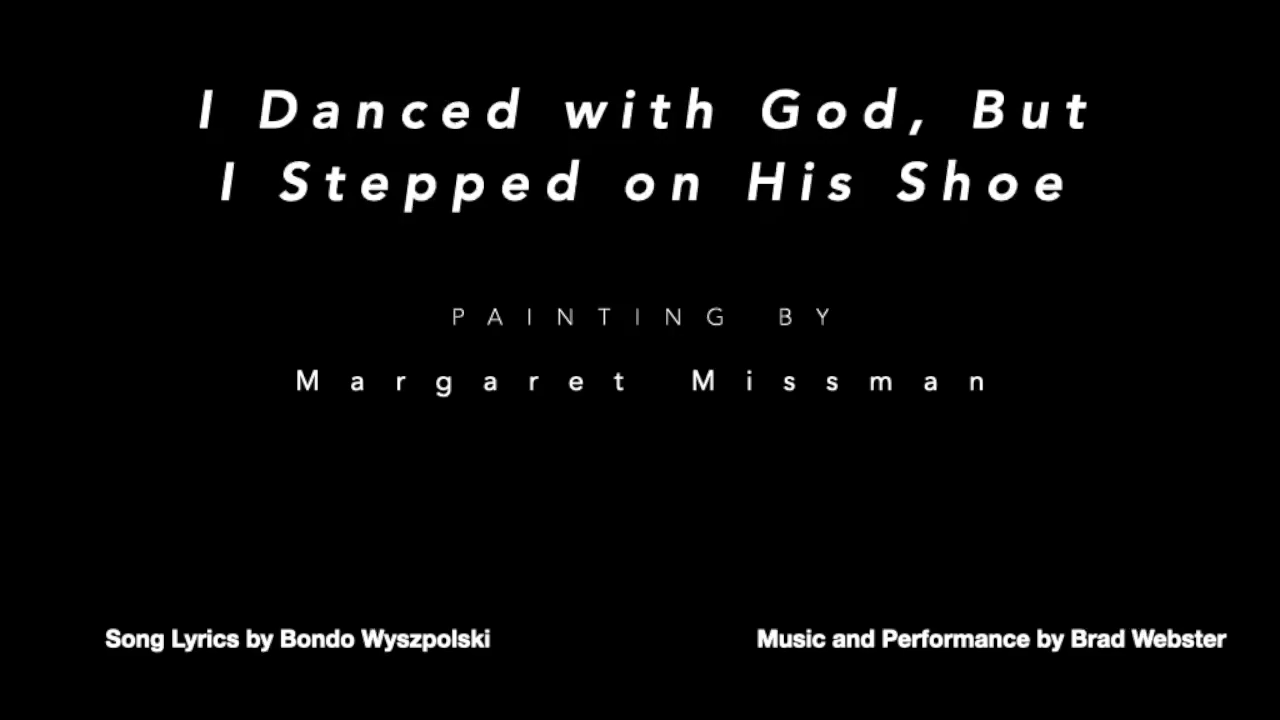 I Danced with God, But
I Stepped on His Shoe
PAINTING BY
Margaret Missman
Song Lyrics by Bondo Wyszpolski
Music and Performance by Brad Webster